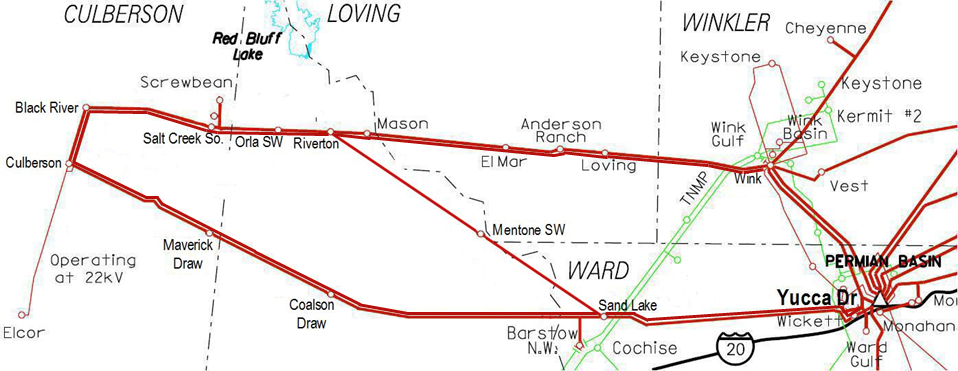 CULBERSON
LOVING
WINKLER
Cheyenne
Red Bluff
Lake
Keystone
Screwbean
Keystone
Black River
Kermit #2
Mason
Anderson
Ranch
Wink
Gulf
Wink
Basin
Salt Creek So.
Orla SW
Riverton
El Mar
Loving
Culberson
Wink
Vest
TNMP
Mentone SW
Maverick
Draw
Operating
at 22kV
WARD
PERMIAN BASIN
Coalson
Draw
Sand Lake
Yucca Dr.
Mo
Elcor
Barstow
N.W.
Cochise
Wickett
Monahan
20
Ward
Gulf